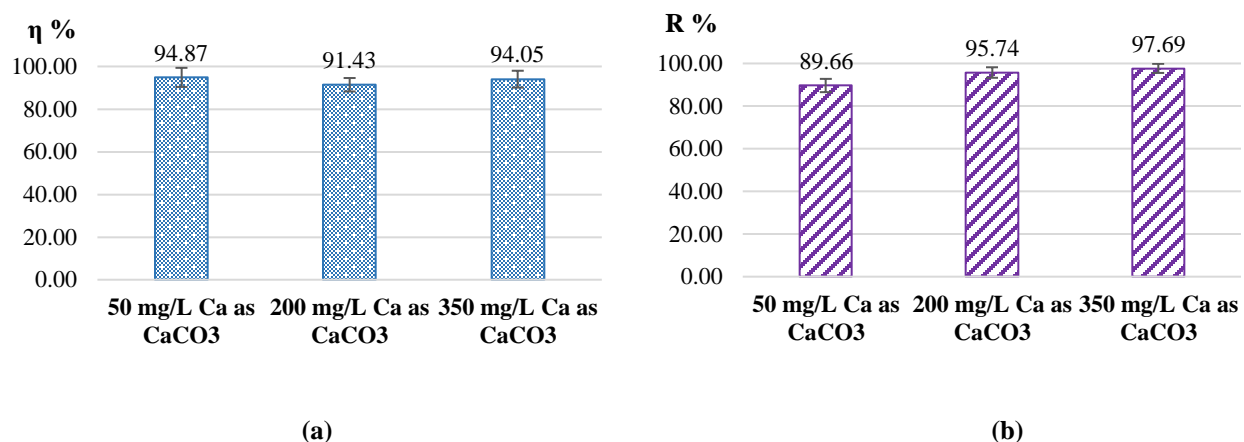 η %
94.87
91.43
94.05
100.00
80.00
60.00
40.00
20.00
0.00
50 mg/L Ca as
CaCO3
200 mg/L Ca as
CaCO3
350 mg/L Ca as
CaCO3
(a)
R %
89.66
95.74
97.69
100.00
80.00
60.00
40.00
20.00
0.00
50 mg/L Ca as
CaCO3
200 mg/L Ca as
CaCO3
350 mg/L Ca as
CaCO3
(b)